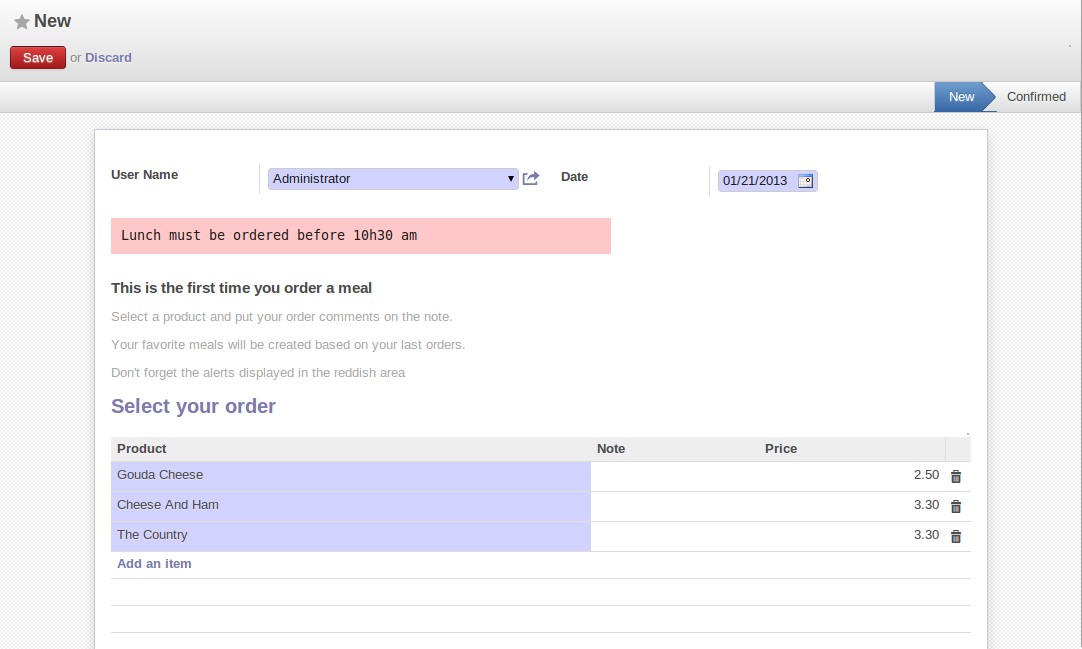 New
Save or Discard
New Confirmed
User Name Administrator Date 01/21/2013
Lunch must be ordered before 10h30 am
This is the first time you order a meal
Select a product and put your order comments on the note.
Your favorite meals will be created based on your last orders.
Don't forget the alerts displayed in the reddish area
Select your order
Product Note Price
Gouda Cheese 2.50
Cheese And Ham 3.30
The Country 3.30
Add an item